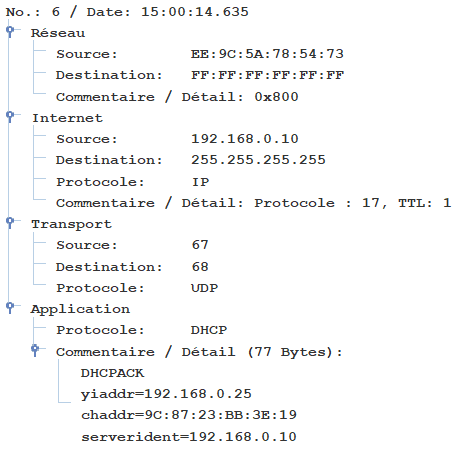 No.: 6 / Date: 15:00:14.635
Réseau
Source: EE:9C:5A:78:54:73
Destination: FF:FF:FF:FF:FF:FF
Commentaire / Détail: 0x800
Internet
Source: 192.168.0.10
Destination: 255.255.255.255
Protocole: IP
Commentaire / Détail: Protocole : 17, TTL: 1
Transport
Source: 67
Destination: 68
Protocole: UDP
Application
Protocole: DHCP
Commentaire / Détail (77 Bytes):
DHCPACK
yiaddr=192.168.0.25
chaddr=9C:87:23:BB:3E:19
serverident=192.168.0.10